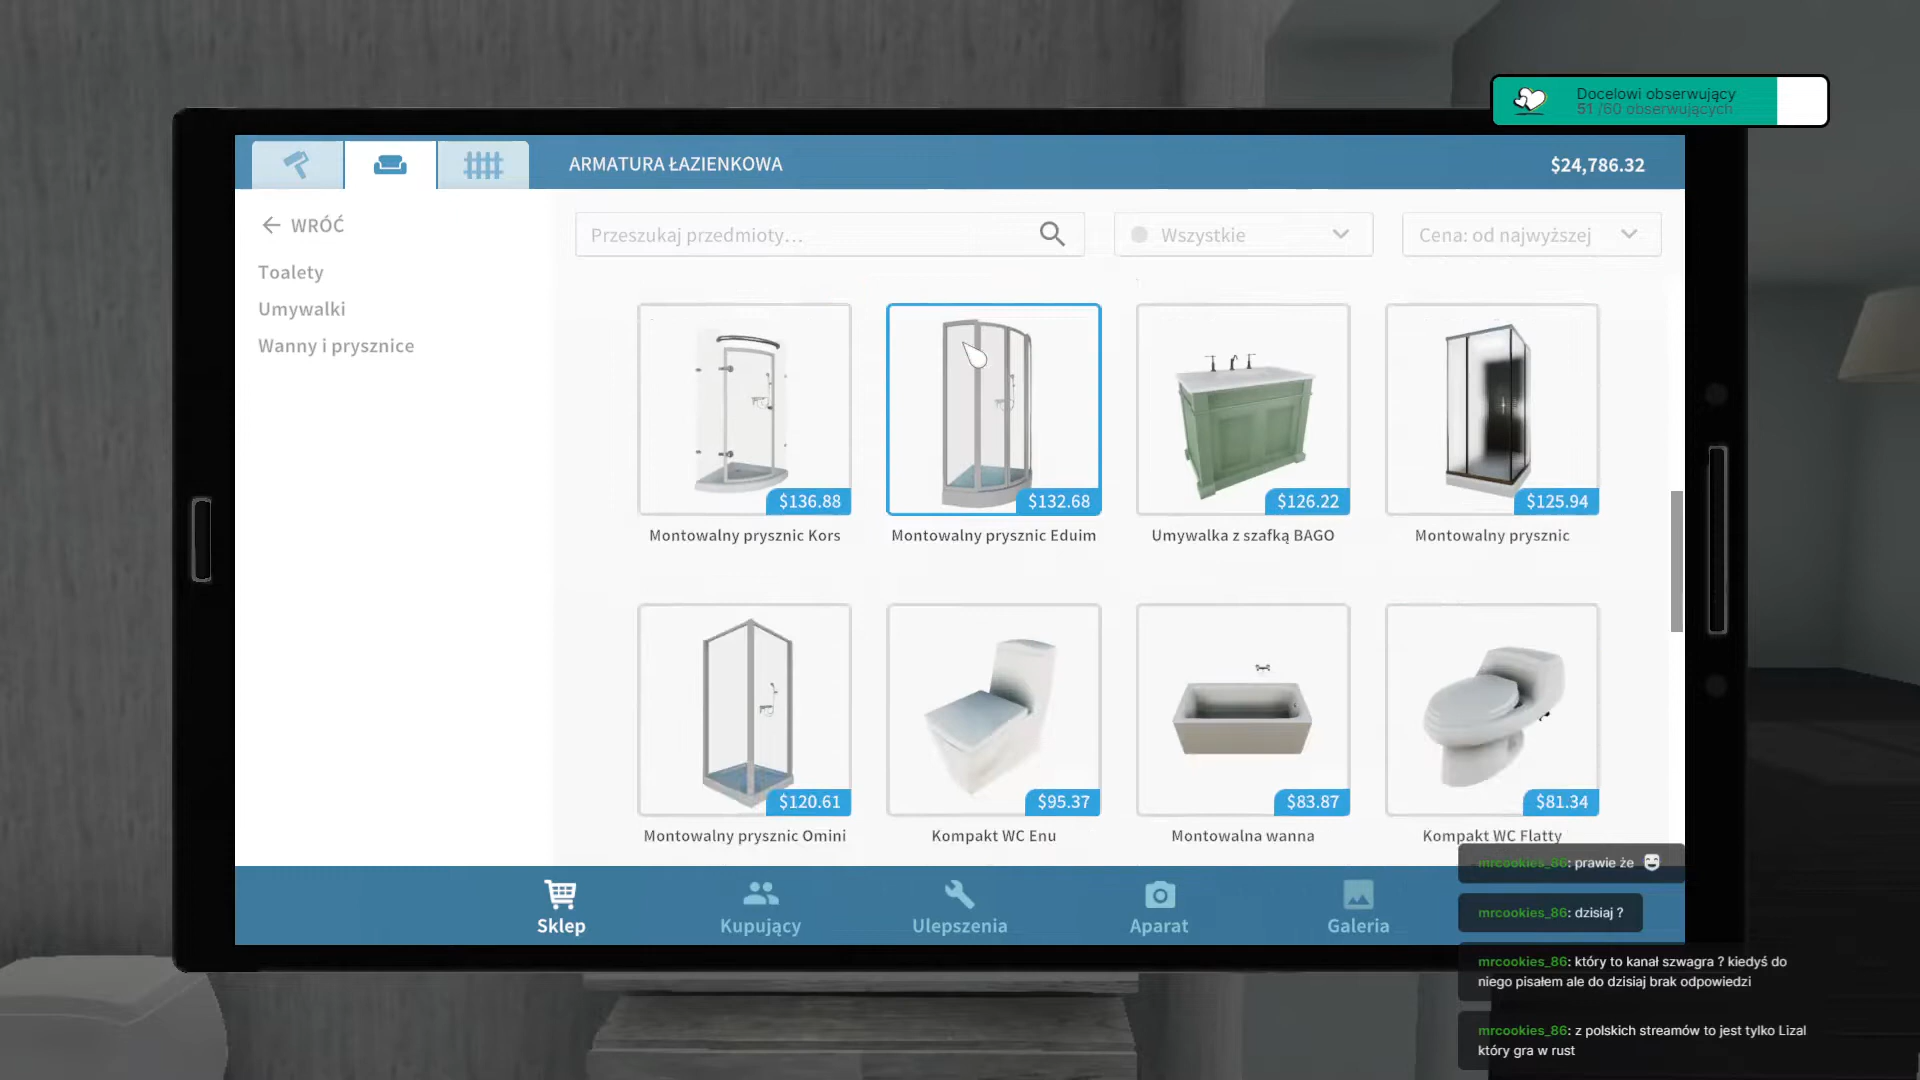 Docelowi obserwujący
51 /60 obserwujących
ARMATURA ŁAZIENKOWA
$24,786.32
WRÓĆ
Toalety
Umywalki
Wanny i prysznice
Przeszukaj przedmioty...
Wszystkie
Cena: od najwyższej
$136.88
$132.68
$126.22
$125.94
Montowalny prysznic Kors
Montowalny prysznic Eduim
Umywalka z szafką BAGO
Montowalny prysznic
$120.61
$95.37
$83.87
$81.34
Montowalny prysznic Omini
Kompakt WC Enu
Montowalna wanna
Kompakt WC Flatty
Sklep
Kupujący
Ulepszenia
Aparat
Galeria
mrcookies_86: prawie że
mrcookies_86: dzisiaj ?
mrcookies_86: który to kanał szwagra ? kiedyś do
niego pisałem ale do dzisiaj brak odpowiedzi
mrcookies_86: z polskich streamów to jest tylko Lizal
który gra w rust